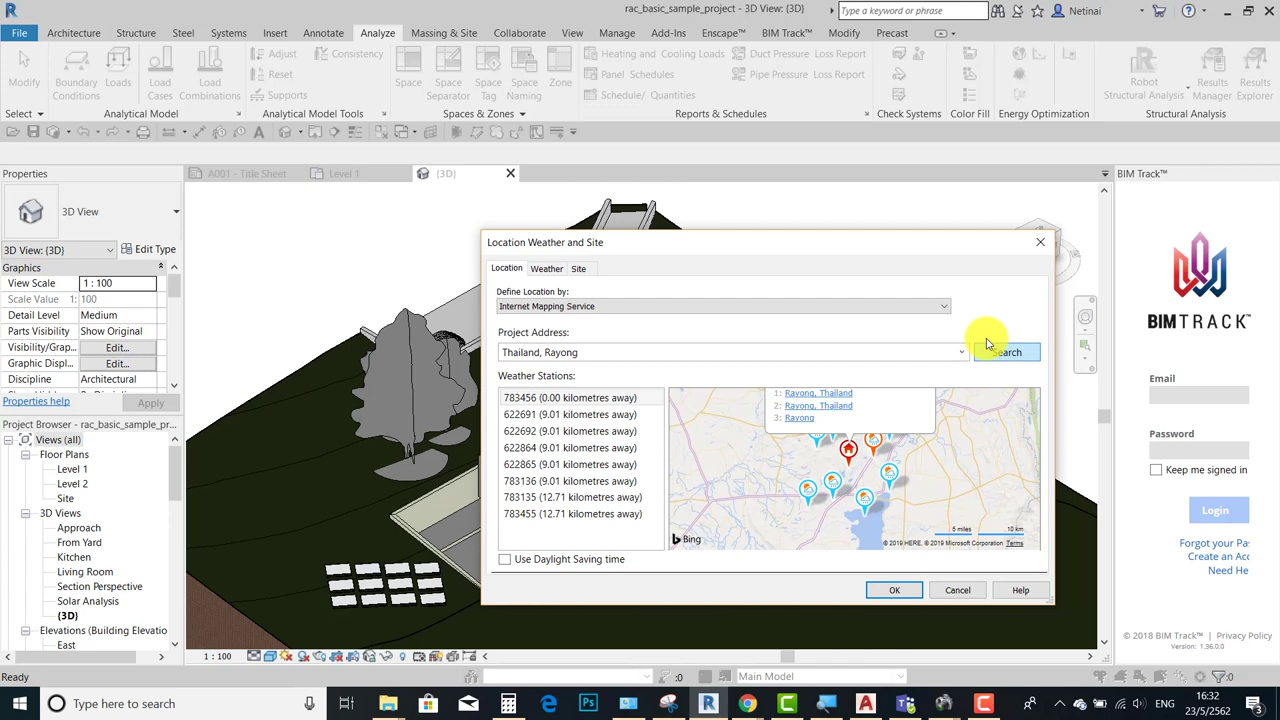 rac_basic_sample_project - 3D View: {3D}
Type a keyword or phrase
Netinai
File Architecture Structure Steel Systems Insert Annotate Analyze Massing & Site Collaborate View Manage Add-Ins Enscape™ BIM Track™ Modify Precast
Modify
Select
Boundary Conditions
Loads
Load Cases
Load Combinations
Analytical Model
Adjust
Consistency
Reset
Supports
Analytical Model Tools
Space
Space Separator
Space Tag
Space Naming
Zone
Spaces & Zones
Heating and Cooling Loads
Duct Pressure Loss Report
Panel Schedules
Pipe Pressure Loss Report
Schedule/ Quantities
Reports & Schedules
Check Systems
Color Fill
Energy Optimization
Robot Structural Analysis
Results Manager
Results Explorer
Structural Analysis
Properties
A001 - Title Sheet
Level 1
{3D}
BIM Track™
3D View
3D View: {3D}
Edit Type
Graphics
View Scale 1 : 100
Scale Value 1: 100
Detail Level Medium
Parts Visibility Show Original
Visibility/Grap... Edit...
Graphic Displ... Edit...
Discipline Architectural
Properties help
Apply
Project Browser - rac_basic_sample_pr...
Views (all)
Floor Plans
Level 1
Level 2
Site
3D Views
Approach
From Yard
Kitchen
Living Room
Section Perspective
Solar Analysis
{3D}
Elevations (Building Elevatio
East
Location Weather and Site
Location Weather Site
Define Location by:
Internet Mapping Service
Project Address:
Thailand, Rayong
Search
Weather Stations:
783456 (0.00 kilometres away)
622691 (9.01 kilometres away)
622692 (9.01 kilometres away)
622864 (9.01 kilometres away)
622865 (9.01 kilometres away)
783136 (9.01 kilometres away)
783135 (12.71 kilometres away)
783455 (12.71 kilometres away)
1: Rayong, Thailand
2: Rayong, Thailand
3: Rayong
Bing
5 miles 10 km
© 2019 HERE, © 2019 Microsoft Corporation Terms
Use Daylight Saving time
OK Cancel Help
BIMTRACK™
Email
Password
Keep me signed in
Login
Forgot your Pa
Create an Acc
Need He
© 2018 BIM Track™ | Privacy Policy
Version: 1.36.0.0
1 : 100
Ready
:0
Main Model
:0
Type here to search
ENG
16:32
23/5/2562